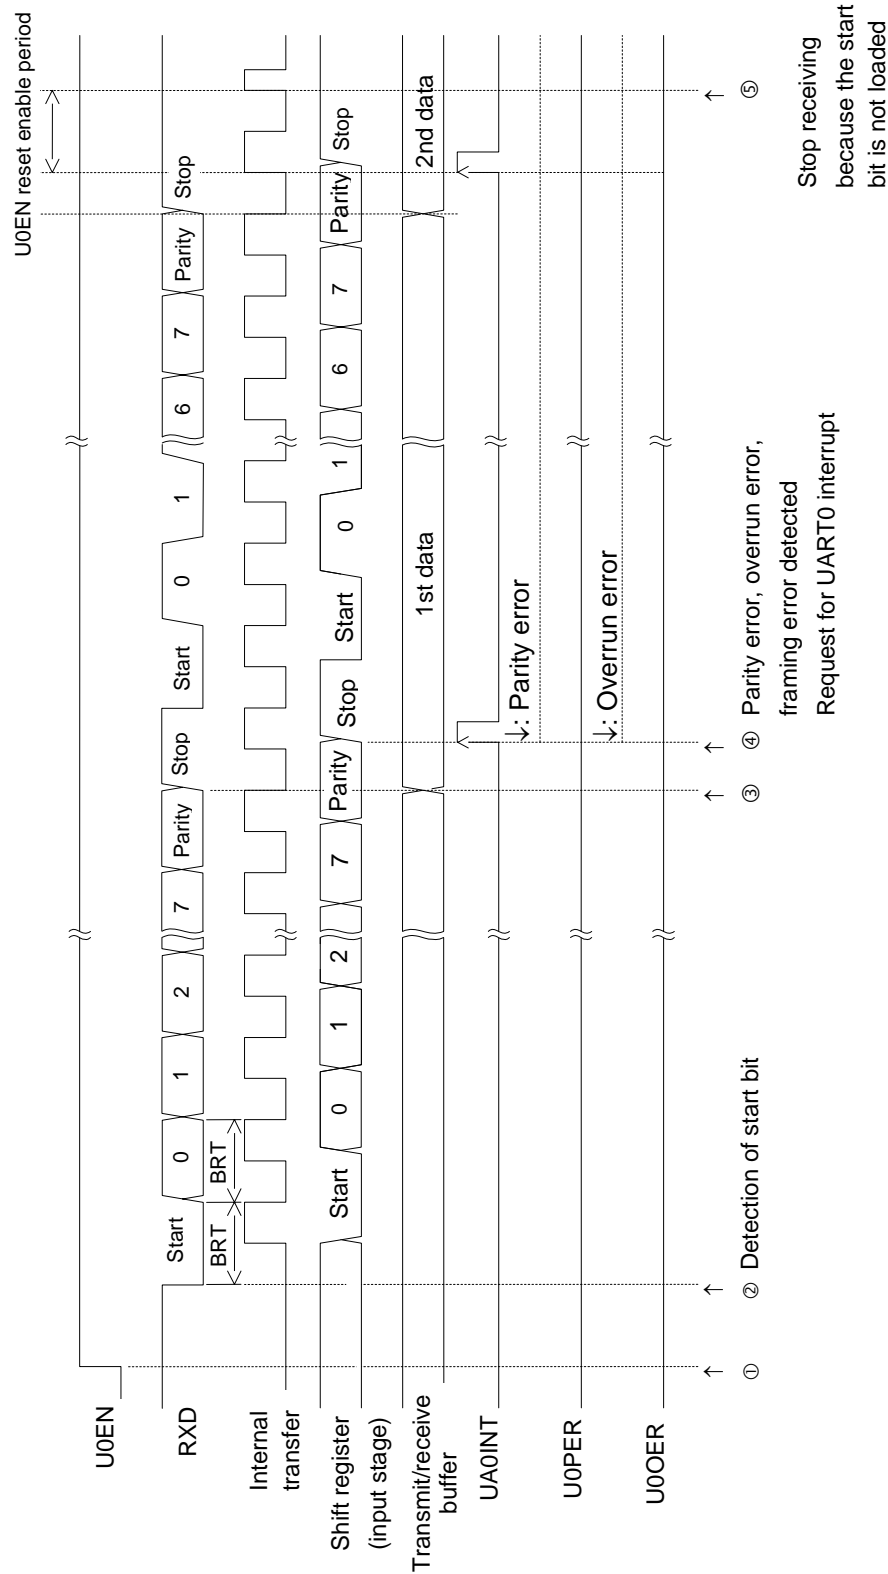 U0EN reset enable period
U0EN
RXD
Start
0
1
2
7
Parity
Stop
Start
0
1
6
7
Parity
Stop
BRT
BRT
Internal
transfer
Shift register
(input stage)
Start
0
1
2
7
Parity
Stop
Start
0
1
6
7
Parity
Stop
Transmit/receive
buffer
1st data
2nd data
UA0INT
↓: Parity error
U0PER
↓: Overrun error
U0OER
①
② Detection of start bit
③
④ Parity error, overrun error,
framing error detected
Request for UART0 interrupt
⑤
Stop receiving
because the start
bit is not loaded